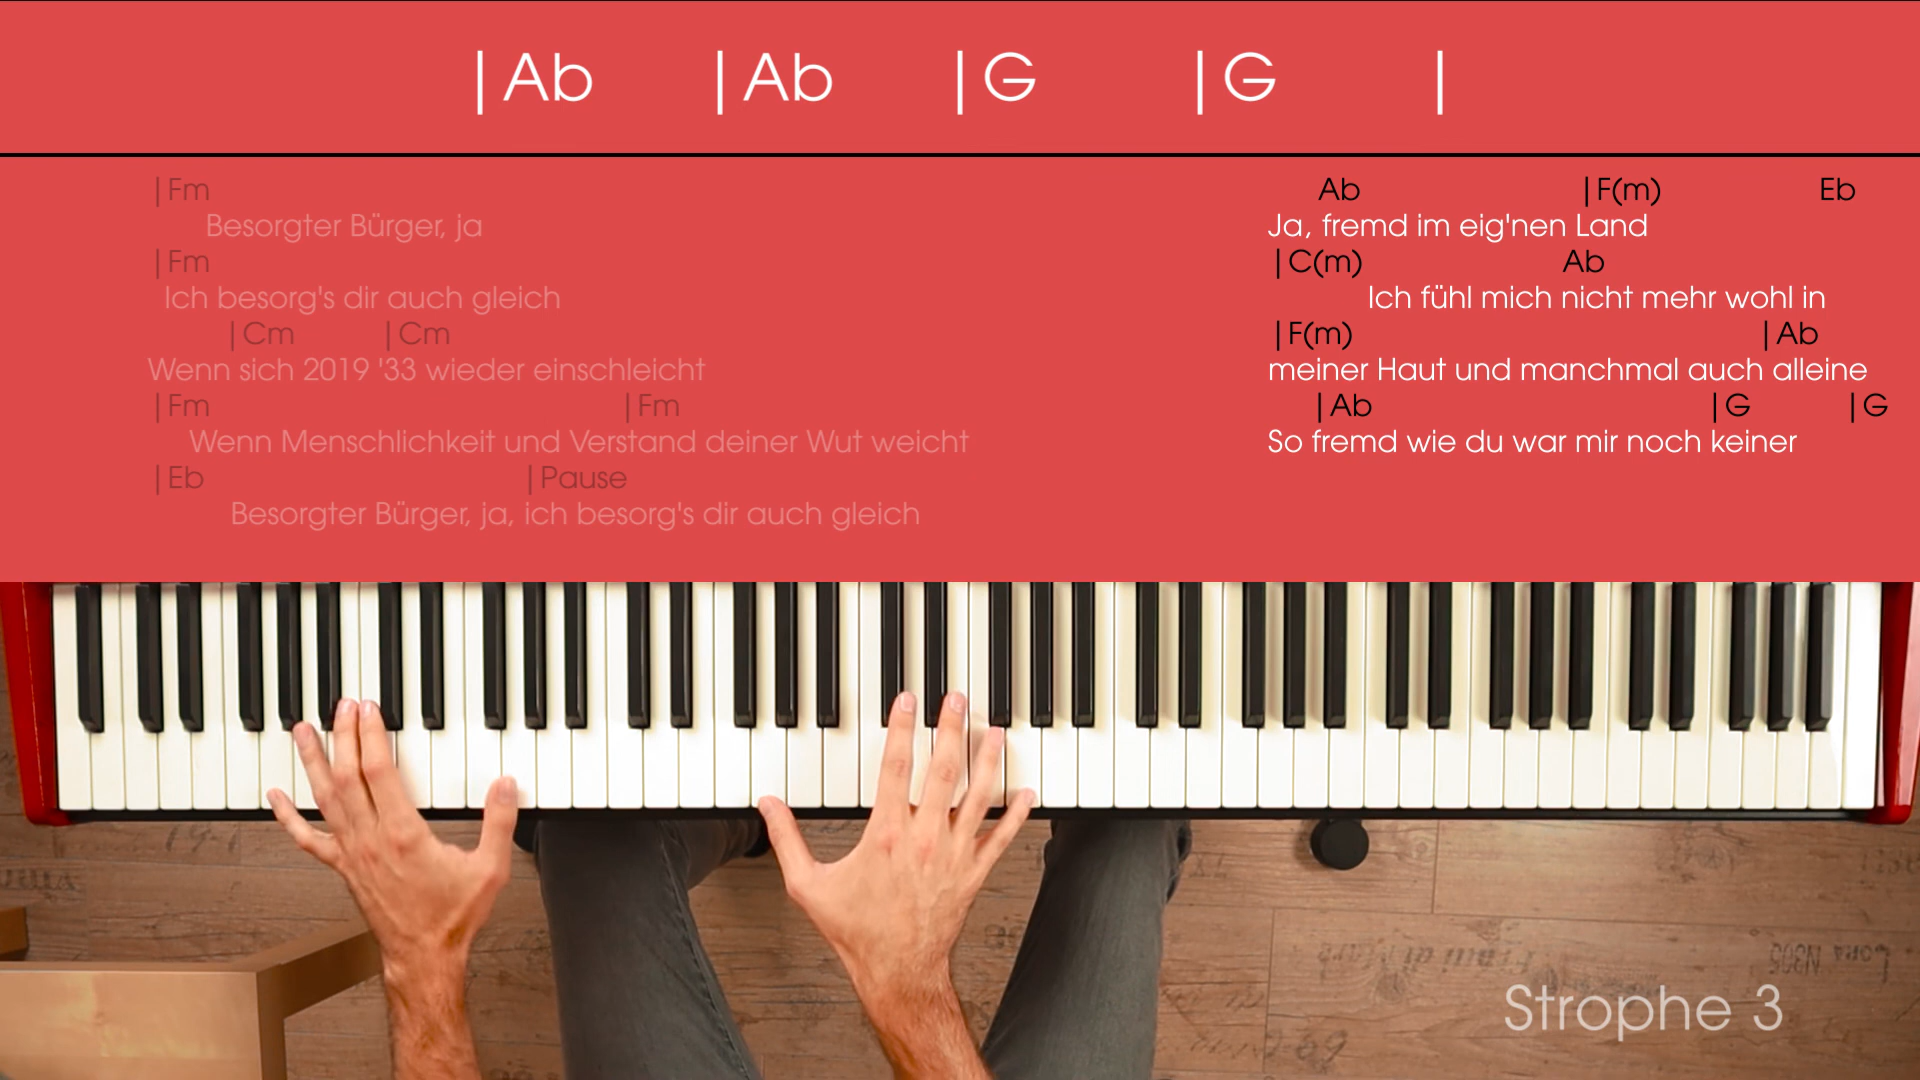 |Ab |Ab |G |G |
|Fm
Besorgter Bürger, ja
|Fm
Ich besorg's dir auch gleich
|Cm |Cm
Wenn sich 2019 '33 wieder einschleicht
|Fm |Fm
Wenn Menschlichkeit und Verstand deiner Wut weicht
|Eb |Pause
Besorgter Bürger, ja, ich besorg's dir auch gleich
Ab |F(m) Eb
Ja, fremd im eig'nen Land
|C(m) Ab
Ich fühl mich nicht mehr wohl in
|F(m) |Ab
meiner Haut und manchmal auch alleine
|Ab |G |G
So fremd wie du war mir noch keiner
Strophe 3